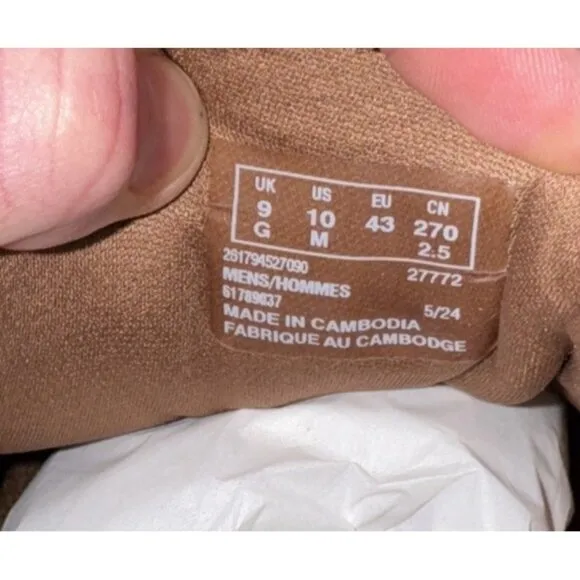 UK US EU CN
9 10 43 270
G M 2.5
261794527090 27772
MENS/HOMMES
61789637 5/24
MADE IN CAMBODIA
FABRIQUE AU CAMBODGE